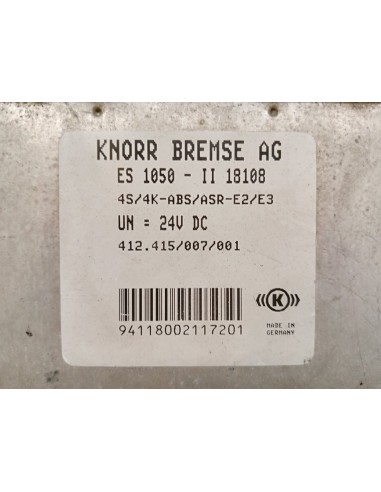 KNORR BREMSE AG
ES 1050 - II 18108
4S/4K-ABS/ASR-E2/E3
UN = 24V DC
412.415/007/001
K
94118002117201
MADE IN
GERMANY